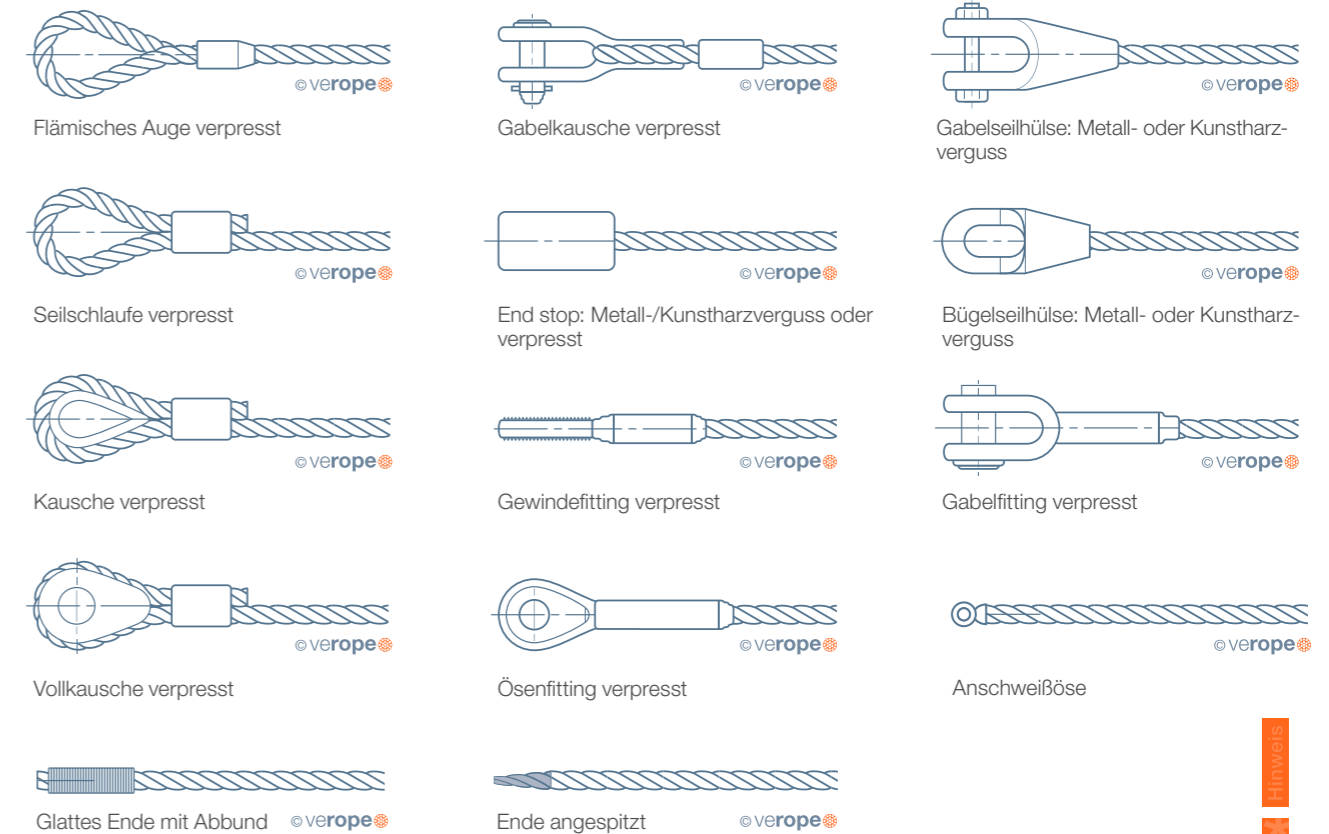 © verope
© verope
© verope
Flämisches Auge verpresst
Gabelkausche verpresst
Gabelseilhülse: Metall- oder Kunstharz-
verguss
© verope
© verope
© verope
Seilschlaufe verpresst
End stop: Metall-/Kunstharzverguss oder
verpresst
Bügelseilhülse: Metall- oder Kunstharz-
verguss
© verope
© verope
© verope
Kausche verpresst
Gewindefitting verpresst
Gabelfitting verpresst
© verope
© verope
© verope
Vollkausche verpresst
Ösenfitting verpresst
Anschweißöse
Hinweis
Glattes Ende mit Abbund
© verope
Ende angespitzt
© verope